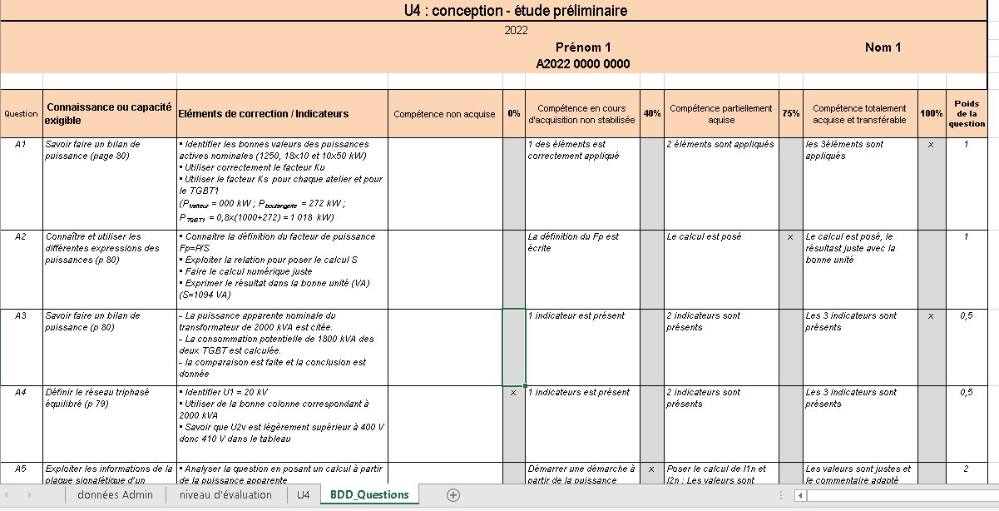 U4 : conception - étude préliminaire
2022
Prénom 1
Nom 1
A2022 0000 0000
Question
Connaissance ou capacité
exigible
Eléments de correction / Indicateurs
Compétence non acquise
0%
Compétence en cours
d'acquisition non stabilisée
40%
Compétence partiellement
aquise
75%
Compétence totalement
acquise et transférable
100%
Poids
de la
question
A1
Savoir faire un bilan de
puissance (page 80)
▪ Identifier les bonnes valeurs des puissances
actives nominales (1250, 18x10 et 10x50 kW)
▪ Utiliser correctement le facteur Ku
▪ Utiliser le facteur Ks pour chaque atelier et pour
le TGBT1
(P traiteur = 000 kW ; P boulangerie = 272 kW ;
P TGBT1 = 0,8x(1000+272) = 1 018 kW)
1 des éléments est
correctement appliqué
2 éléments sont appliqués
les 3éléments sont
appliqués
x
1
A2
Connaître et utiliser les
différentes expressions des
puissances (p 80)
▪ Connaitre la définition du facteur de puissance
Fp=P/S
▪ Exploiter la relation pour poser le calcul S
▪ Faire le calcul numérique juste
▪ Exprimer le résultat dans la bonne unité (VA)
(S=1094 VA)
La définition du Fp est
écrite
Le calcul est posé
x
Le calcul est posé, le
résultast juste avec la
bonne unité
1
A3
Savoir faire un bilan de
puissance (p 80)
- La puissance apparente nominale du
transformateur de 2000 kVA est citée.
- La consommation potentielle de 1800 kVA des
deux TGBT est calculée.
- la comparaison est faite et la conclusion est
donnée
1 indicateur est présent
2 indicateurs sont
présents
Les 3 indicateurs sont
présents
x
0,5
A4
Définir le réseau triphasé
équilibré (p 79)
▪ Identifier U1 = 20 kV
▪ Utiliser de la bonne colonne correspondant à
2000 kVA
▪ Savoir que U2v est légèrement supérieur à 400 V
donc 410 V dans le tableau
x
1 indicateurs est présent
2 indicateurs sont
présents
Les 3 indicateurs sont
présents
0,5
A5
Exploiter les informations de la
plaque signalétique d'un
▪ Analyser la question en posant un calcul à partir
de la puissance apparente
Démarrer une démarche à
partir de la puissance
x
Poser le calcul de I1n et
I2n : Les valeurs sont
Les valeurs sont justes et
le commentaire adapté
2
données Admin
niveau d'évaluation
U4
BDD_Questions